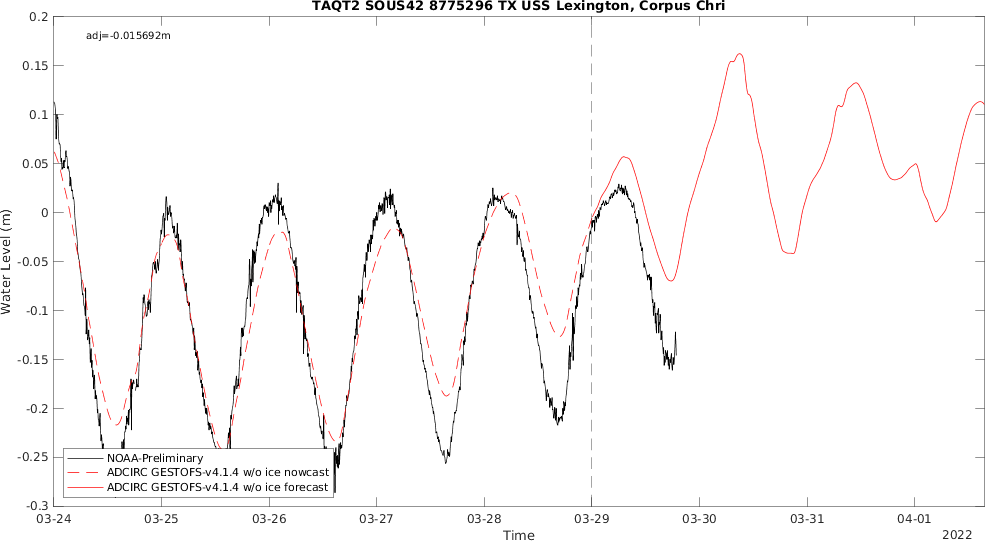 TAQT2 SOUS42 8775296 TX USS Lexington, Corpus Chri
adj=-0.015692m
0.2
0.15
0.1
0.05
0
-0.05
-0.1
-0.15
-0.2
-0.25
-0.3
Water Level (m)
NOAA-Preliminary
ADCIRC GESTOFS-v4.1.4 w/o ice nowcast
ADCIRC GESTOFS-v4.1.4 w/o ice forecast
03-24 03-25 03-26 03-27 03-28 03-29 03-30 03-31 04-01
Time
2022